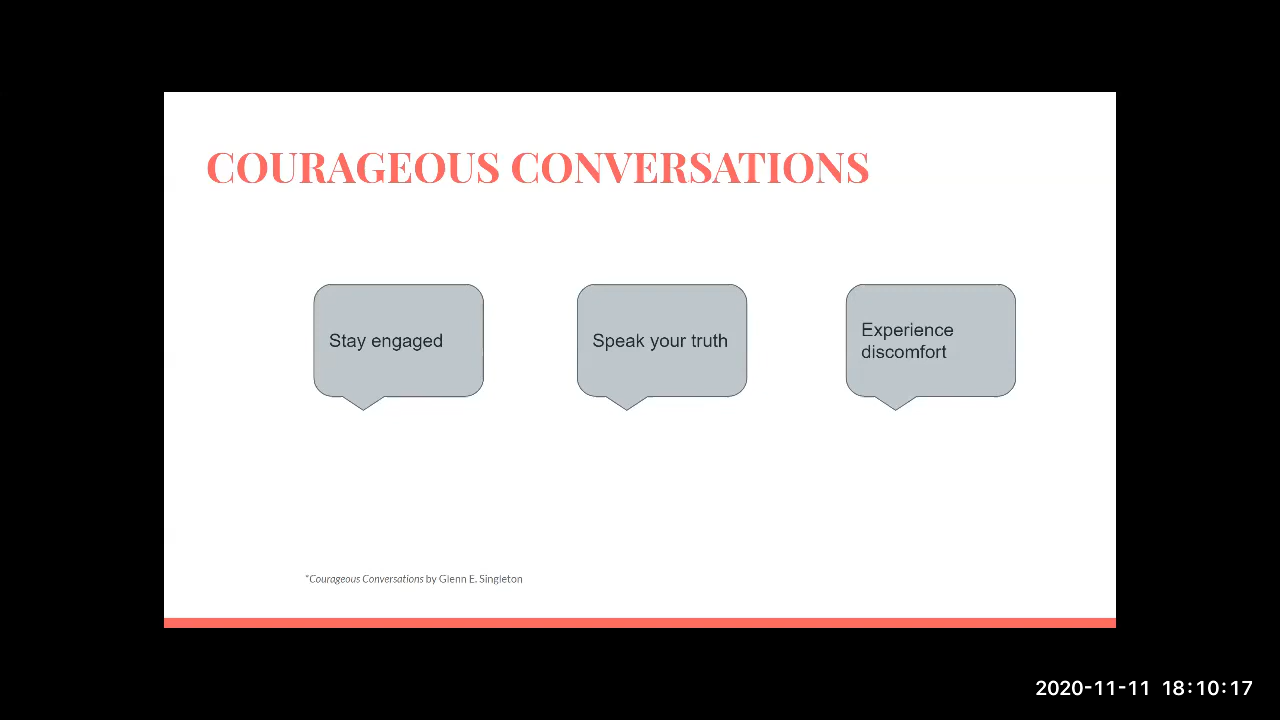 COURAGEOUS CONVERSATIONS
Stay engaged
Speak your truth
Experience
discomfort
*Courageous Conversations by Glenn E. Singleton
2020-11-11 18:10:17